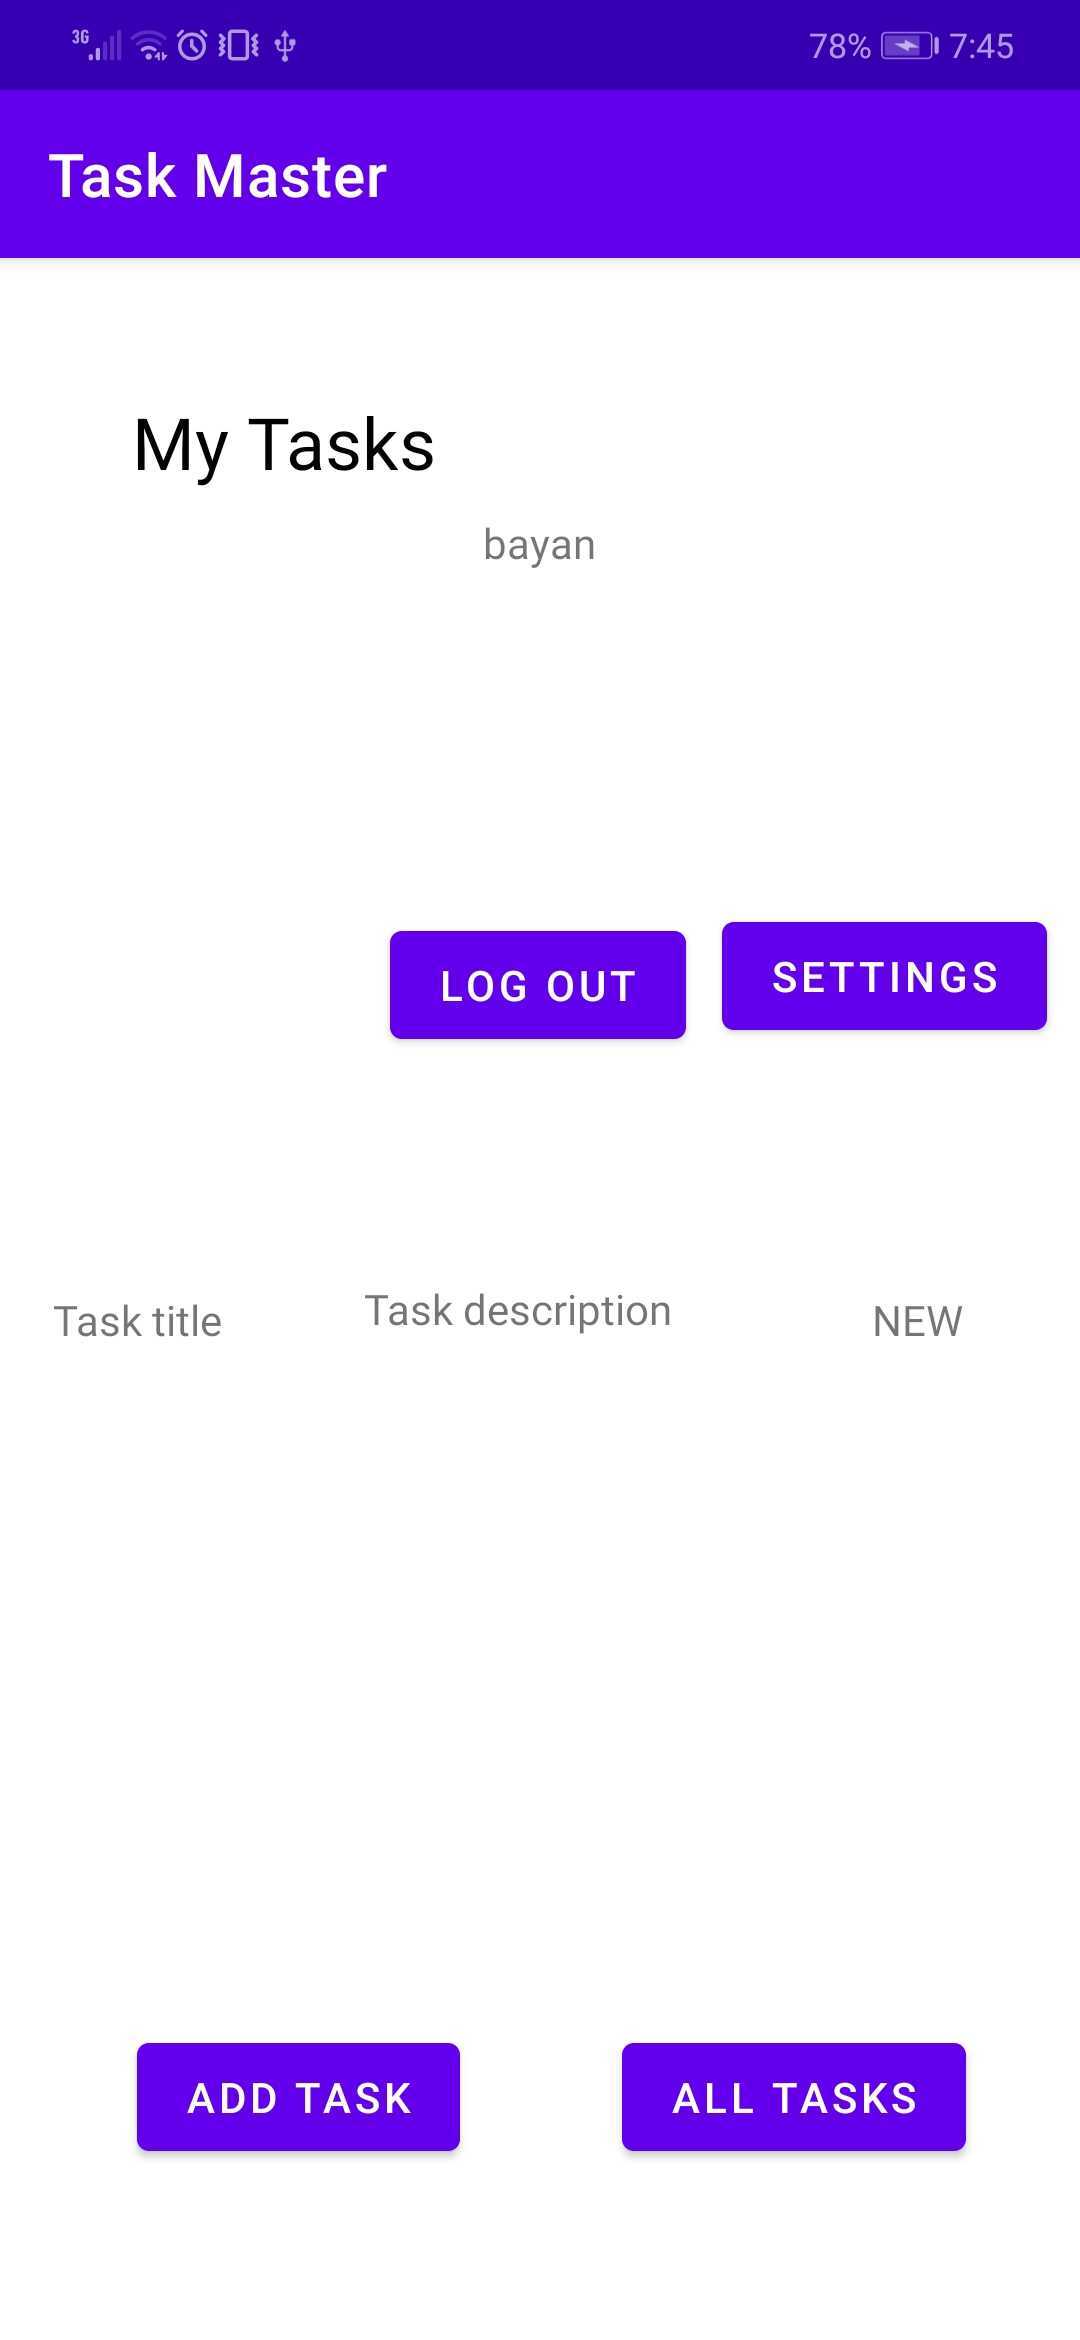 3G 78% 7:45
Task Master
My Tasks
bayan
LOG OUT SETTINGS
Task title Task description NEW
ADD TASK ALL TASKS